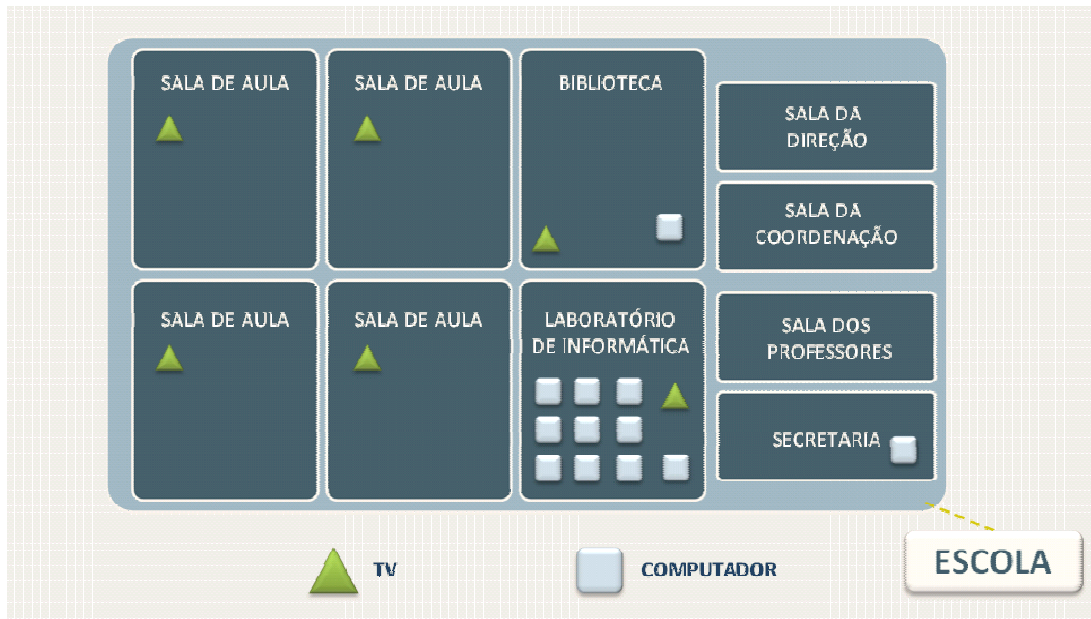 SALA DE AULA
SALA DE AULA
BIBLIOTECA
SALA DA
DIREÇÃO
SALA DA
COORDENAÇÃO
SALA DE AULA
SALA DE AULA
LABORATÓRIO
DE INFORMÁTICA
SALA DOS
PROFESSORES
SECRETARIA
TV
COMPUTADOR
ESCOLA